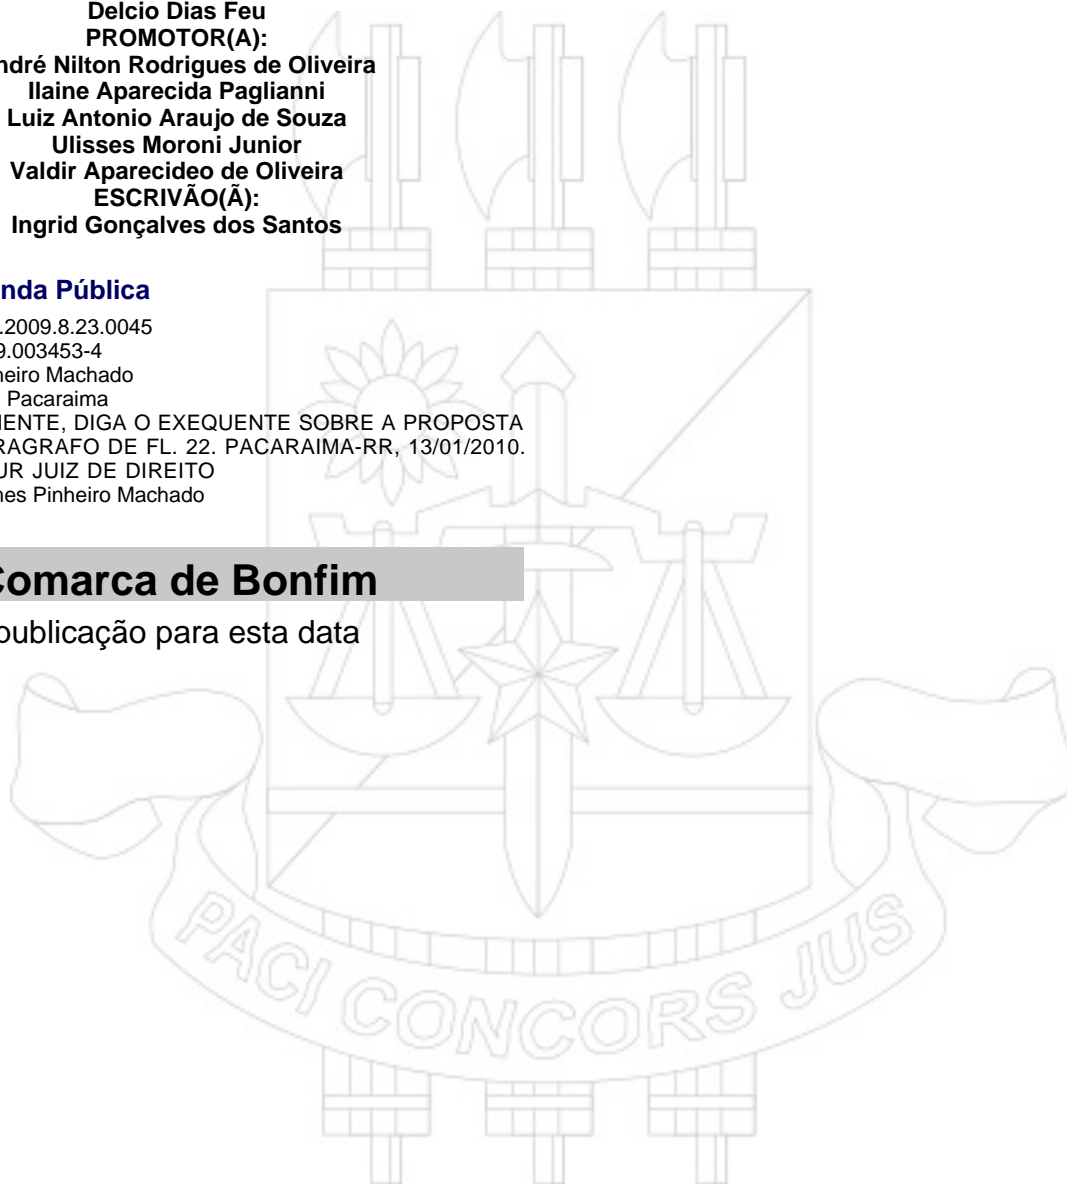 Delcio Dias Feu
PROMOTOR(A):
ndré Nilton Rodrigues de Oliveira
Ilaine Aparecida Paglianni
Luiz Antonio Araujo de Souza
Ulisses Moroni Junior
Valdir Aparecideo de Oliveira
ESCRIVÃO(Ã):
Ingrid Gonçalves dos Santos
nda Pública
.2009.8.23.0045
9.003453-4
heiro Machado
Pacaraima
MENTE, DIGA O EXEQUENTE SOBRE A PROPOSTA
RAGRAFO DE FL. 22. PACARAIMA-RR, 13/01/2010.
UR JUIZ DE DIREITO
nes Pinheiro Machado
Comarca de Bonfim
publicação para esta data
PACI CONCORS JUS